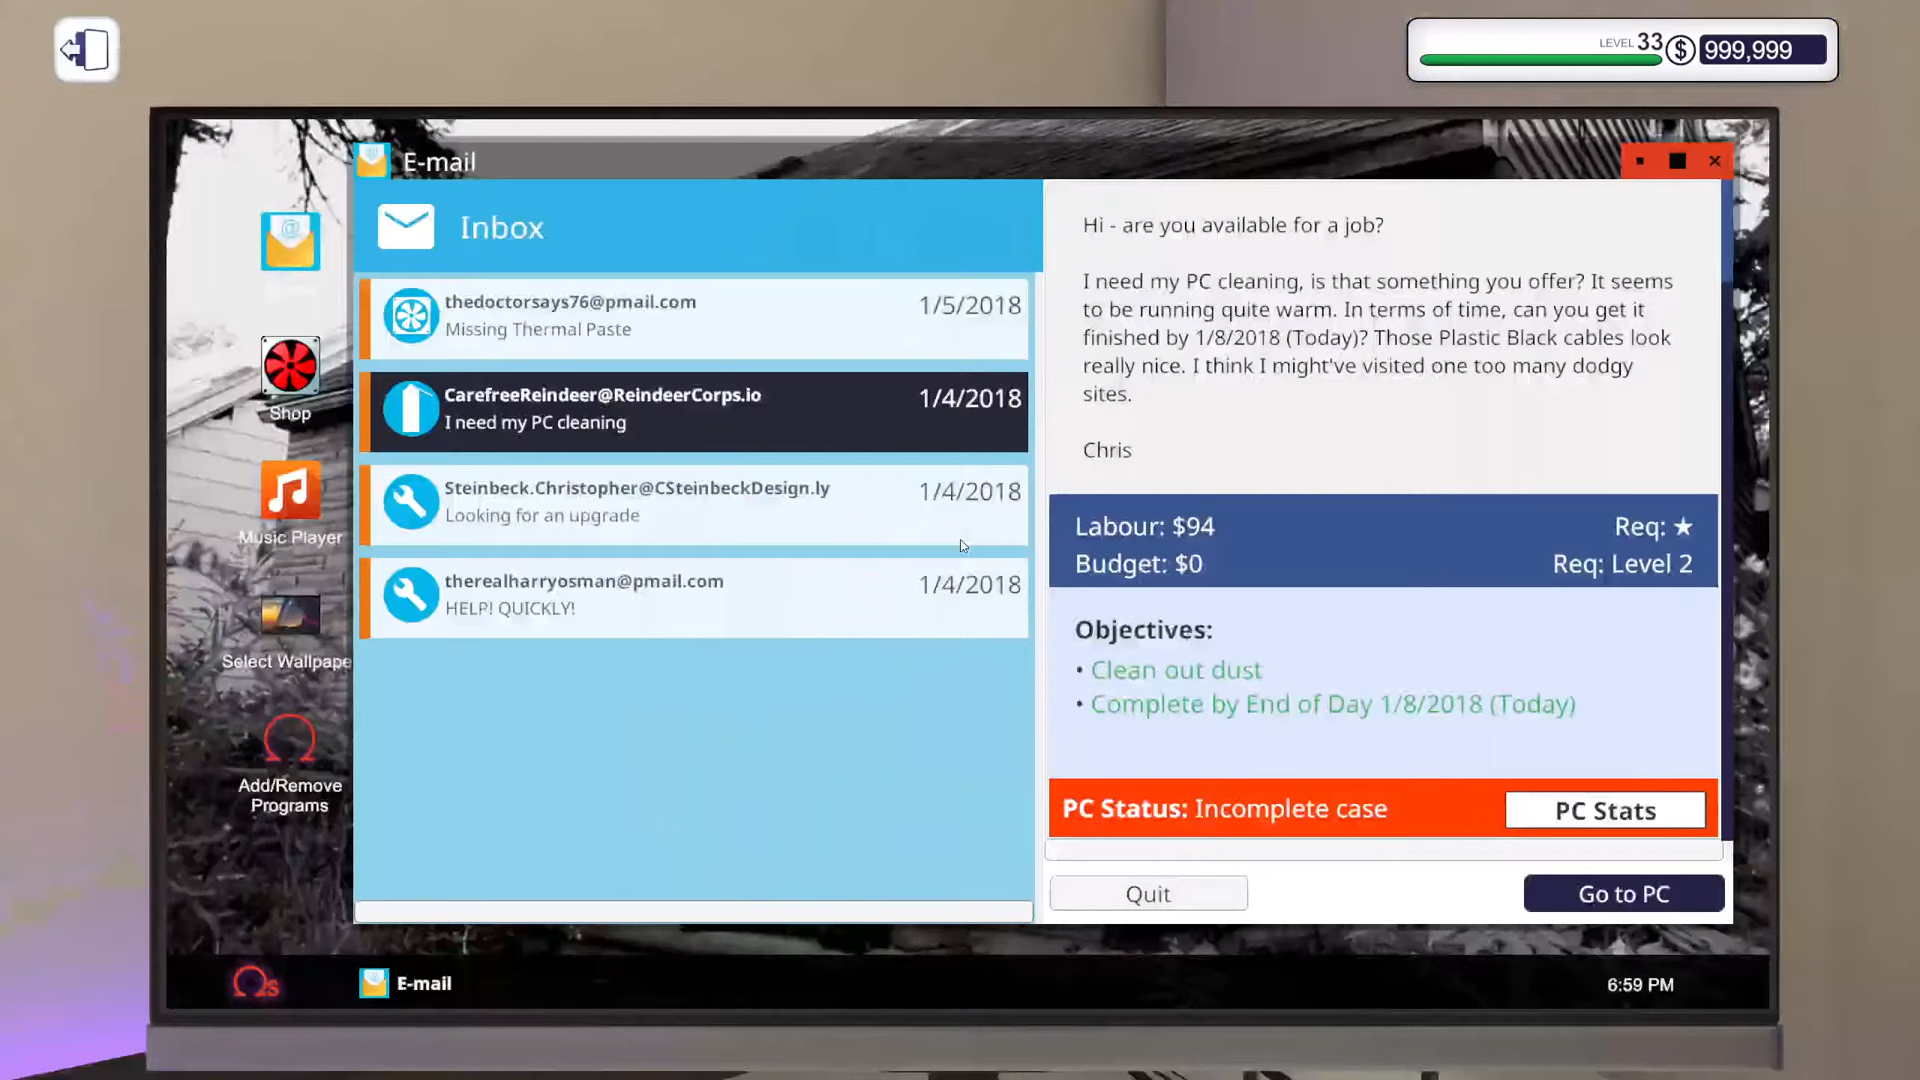 LEVEL 33 $ 999,999
E-mail
Inbox
thedoctorsays76@pmail.com
1/5/2018
Missing Thermal Paste
CarefreeReindeer@ReindeerCorps.io
1/4/2018
I need my PC cleaning
Steinbeck.Christopher@CSteinbeckDesign.ly
1/4/2018
Looking for an upgrade
therealharryosman@pmail.com
1/4/2018
HELP! QUICKLY!
Shop
Music Player
Select Wallpape
Add/Remove
Programs
Hi - are you available for a job?
I need my PC cleaning, is that something you offer? It seems
to be running quite warm. In terms of time, can you get it
finished by 1/8/2018 (Today)? Those Plastic Black cables look
really nice. I think I might've visited one too many dodgy
sites.
Chris
Labour: $94
Req: ★
Budget: $0
Req: Level 2
Objectives:
• Clean out dust
• Complete by End of Day 1/8/2018 (Today)
PC Status: Incomplete case
PC Stats
Quit
Go to PC
Ωs
E-mail
6:59 PM